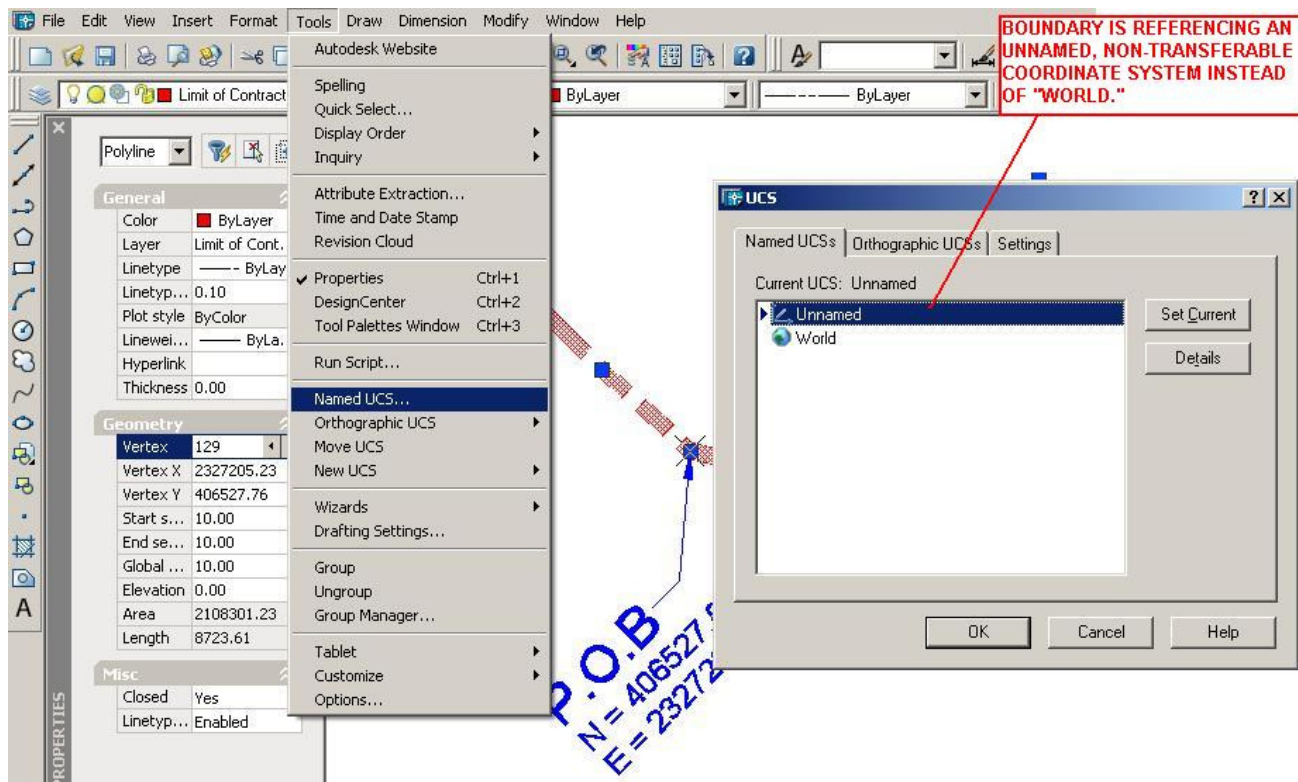 File Edit View Insert Format Tools Draw Dimension Modify Window Help
BOUNDARY IS REFERENCING AN
UNNAMED, NON-TRANSFERABLE
COORDINATE SYSTEM INSTEAD
OF "WORLD."
A
Limit of Contract
ByLayer
ByLayer
Autodesk Website
Spelling
Quick Select...
Display Order
Inquiry
Attribute Extraction...
Time and Date Stamp
Revision Cloud
Properties Ctrl+1
DesignCenter Ctrl+2
Tool Palettes Window Ctrl+3
Run Script...
Named UCS...
Orthographic UCS
Move UCS
New UCS
Wizards
Drafting Settings...
Group
Ungroup
Group Manager...
Tablet
Customize
Options...
Polyline
General
Color ByLayer
Layer Limit of Cont.
Linetype ByLay
Linetyp... 0.10
Plot style ByColor
Linewei... ByLa.
Hyperlink
Thickness 0.00
Geometry
Vertex 129
Vertex X 2327205.23
Vertex Y 406527.76
Start s... 10.00
End se... 10.00
Global ... 10.00
Elevation 0.00
Area 2108301.23
Length 8723.61
Misc
Closed Yes
Linetyp... Enabled
PROPERTIES
A
P.O.B
N = 406527.
E = 23272
UCS
Named UCSs Orthographic UCSs Settings
Current UCS: Unnamed
Unnamed
World
Set Current
Details
OK Cancel Help